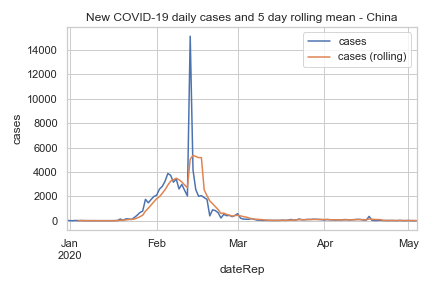 New COVID-19 daily cases and 5 day rolling mean - China
cases
cases (rolling)
cases
14000
12000
10000
8000
6000
4000
2000
0
Jan
2020
Feb
Mar
Apr
May
dateRep